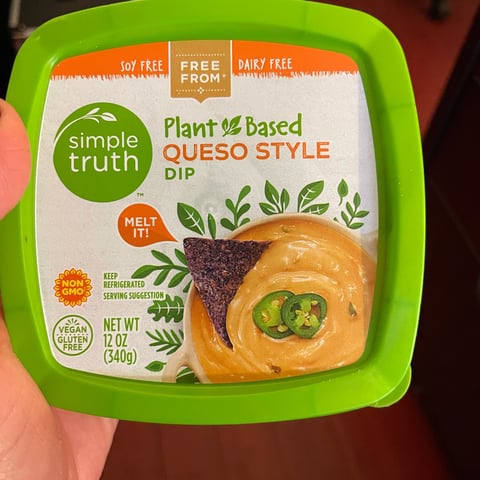 SOY FREE
FREE
FROM®
DAIRY FREE
simple
truth™
Plant Based
QUESO STYLE
DIP
MELT
IT!
NON
GMO
KEEP
REFRIGERATED
SERVING SUGGESTION
VEGAN
GLUTEN
FREE
NET WT
12 OZ
(340g)